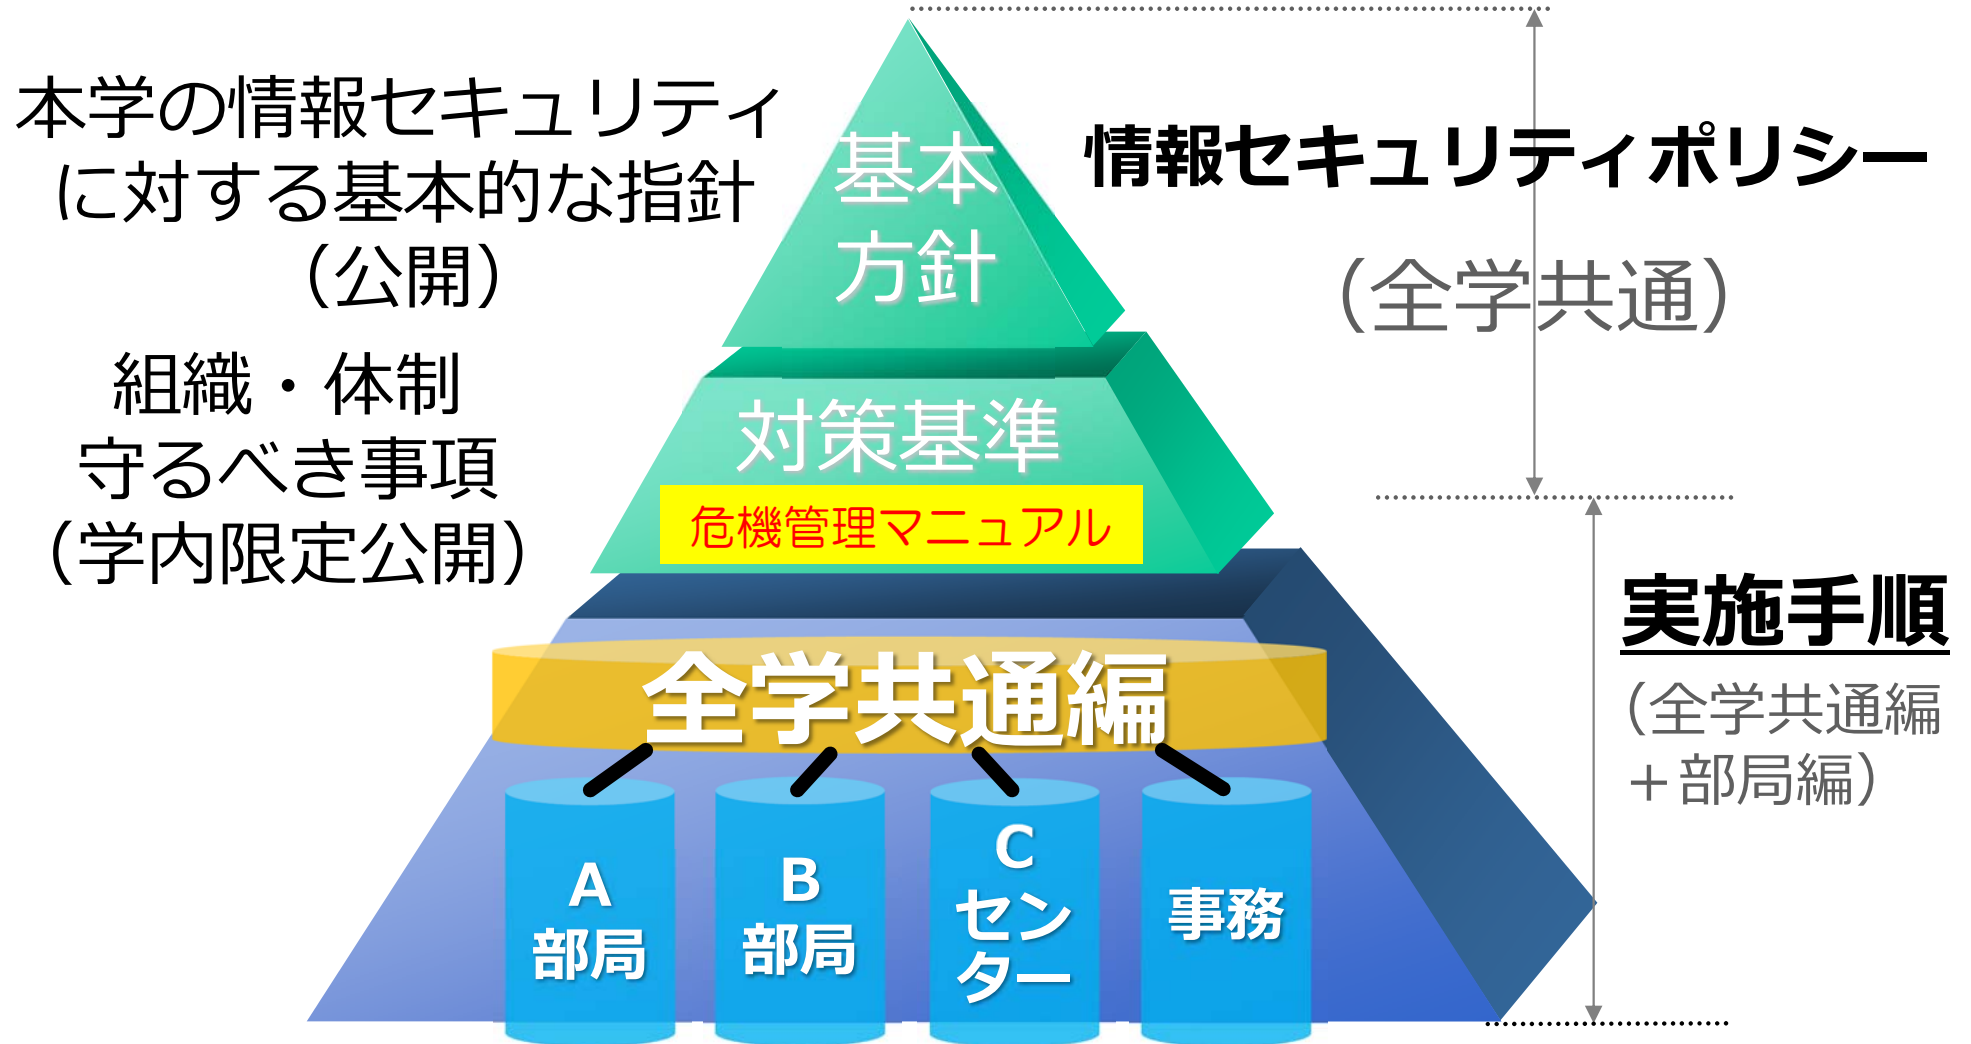 本学の情報セキュリティ
に対する基本的な指針
（公開）
組織・体制
守るべき事項
（学内限定公開）
基本
方針
対策基準
危機管理マニュアル
情報セキュリティポリシー
（全学共通）
実施手順
（全学共通編
＋部局編）
全学共通編
A
部局
B
部局
C
セン
ター
事務